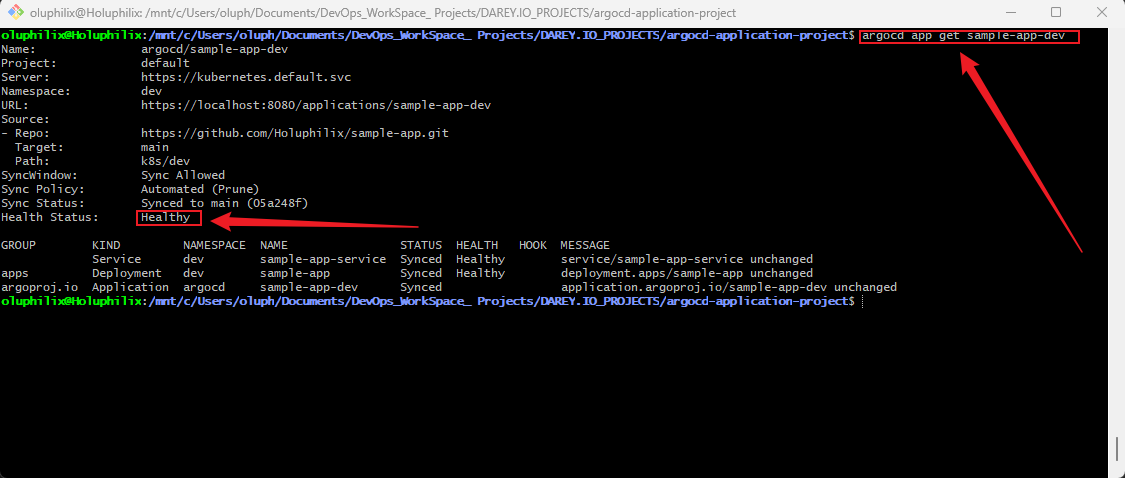 oluphilix@Holuphilix: /mnt/c/Users/oluph/Documents/DevOps_WorkSpace_ Projects/DAREY.IO_PROJECTS/argocd-application-project
oluphilix@Holuphilix:/mnt/c/Users/oluph/Documents/DevOps_WorkSpace_ Projects/DAREY.IO_PROJECTS/argocd-application-project$ argocd app get sample-app-dev
Name:               argocd/sample-app-dev
Project:            default
Server:             https://kubernetes.default.svc
Namespace:          dev
URL:                https://localhost:8080/applications/sample-app-dev
Source:
- Repo:             https://github.com/Holuphilix/sample-app.git
  Target:           main
  Path:             k8s/dev
SyncWindow:         Sync Allowed
Sync Policy:        Automated (Prune)
Sync Status:        Synced to main (05a248f)
Health Status:      Healthy
GROUP        KIND         NAMESPACE  NAME                STATUS  HEALTH   HOOK  MESSAGE
             Service      dev        sample-app-service  Synced  Healthy        service/sample-app-service unchanged
apps         Deployment   dev        sample-app          Synced  Healthy        deployment.apps/sample-app unchanged
argoproj.io  Application  argocd     sample-app-dev      Synced                 application.argoproj.io/sample-app-dev unchanged
oluphilix@Holuphilix:/mnt/c/Users/oluph/Documents/DevOps_WorkSpace_ Projects/DAREY.IO_PROJECTS/argocd-application-project$